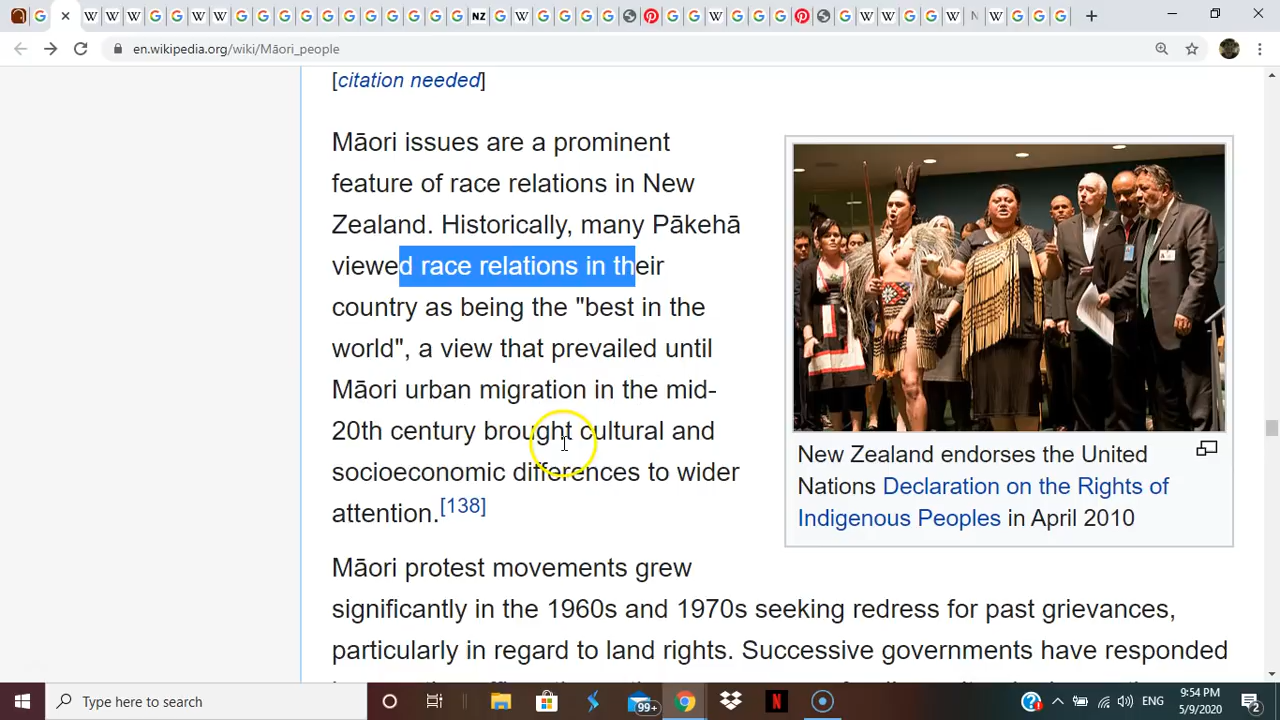 en.wikipedia.org/wiki/Māori_people
[citation needed]
Māori issues are a prominent
feature of race relations in New
Zealand. Historically, many Pākehā
viewed race relations in their
country as being the "best in the
world", a view that prevailed until
Māori urban migration in the mid-
20th century brought cultural and
socioeconomic differences to wider
attention.[138]
New Zealand endorses the United
Nations Declaration on the Rights of
Indigenous Peoples in April 2010
Māori protest movements grew
significantly in the 1960s and 1970s seeking redress for past grievances,
particularly in regard to land rights. Successive governments have responded
Type here to search
99+
ENG
9:54 PM
5/9/2020
2